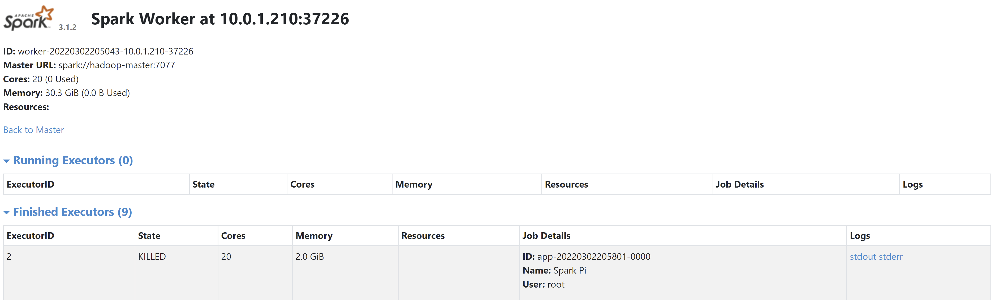 APACHE
Spark™ 3.1.2 Spark Worker at 10.0.1.210:37226
ID: worker-20220302205043-10.0.1.210-37226
Master URL: spark://hadoop-master:7077
Cores: 20 (0 Used)
Memory: 30.3 GiB (0.0 B Used)
Resources:
Back to Master
Running Executors (0)
ExecutorID State Cores Memory Resources Job Details Logs
Finished Executors (9)
ExecutorID State Cores Memory Resources Job Details Logs
2 KILLED 20 2.0 GiB ID: app-20220302205801-0000 stdout stderr
Name: Spark Pi
User: root